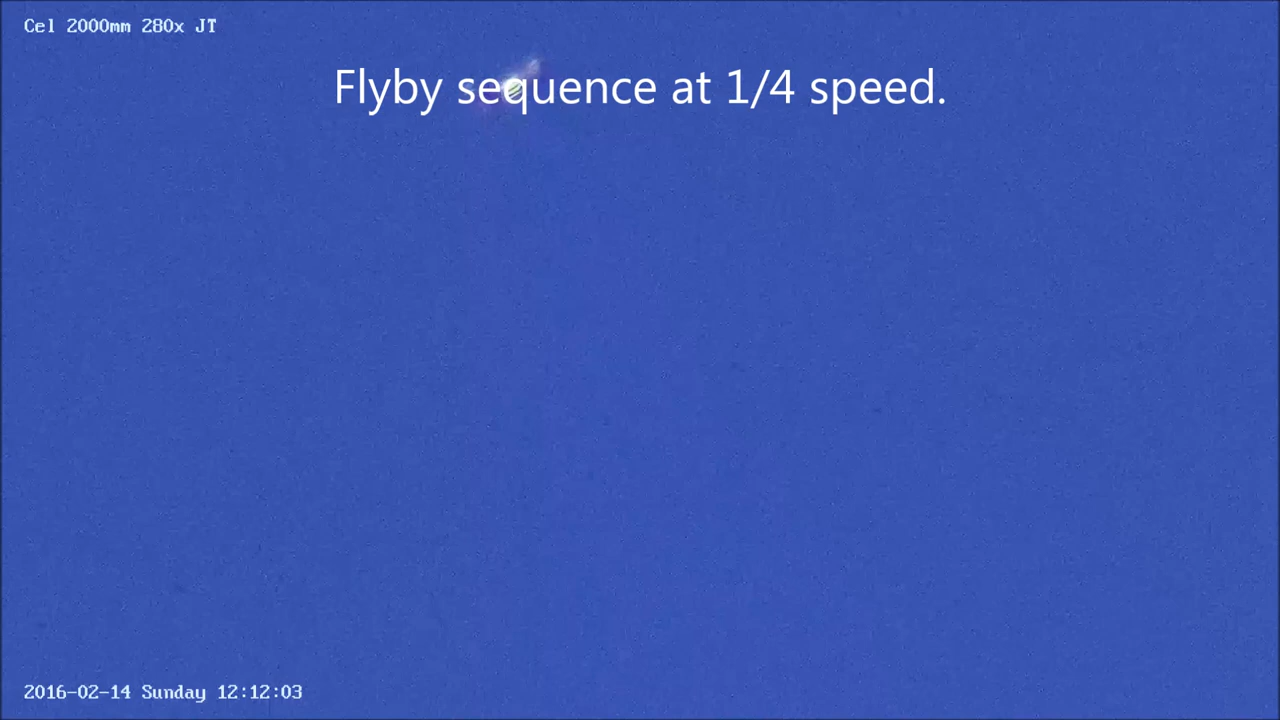 Cel 2000mm 280x JT
Flyby sequence at 1/4 speed.
2016-02-14 Sunday 12:12:03